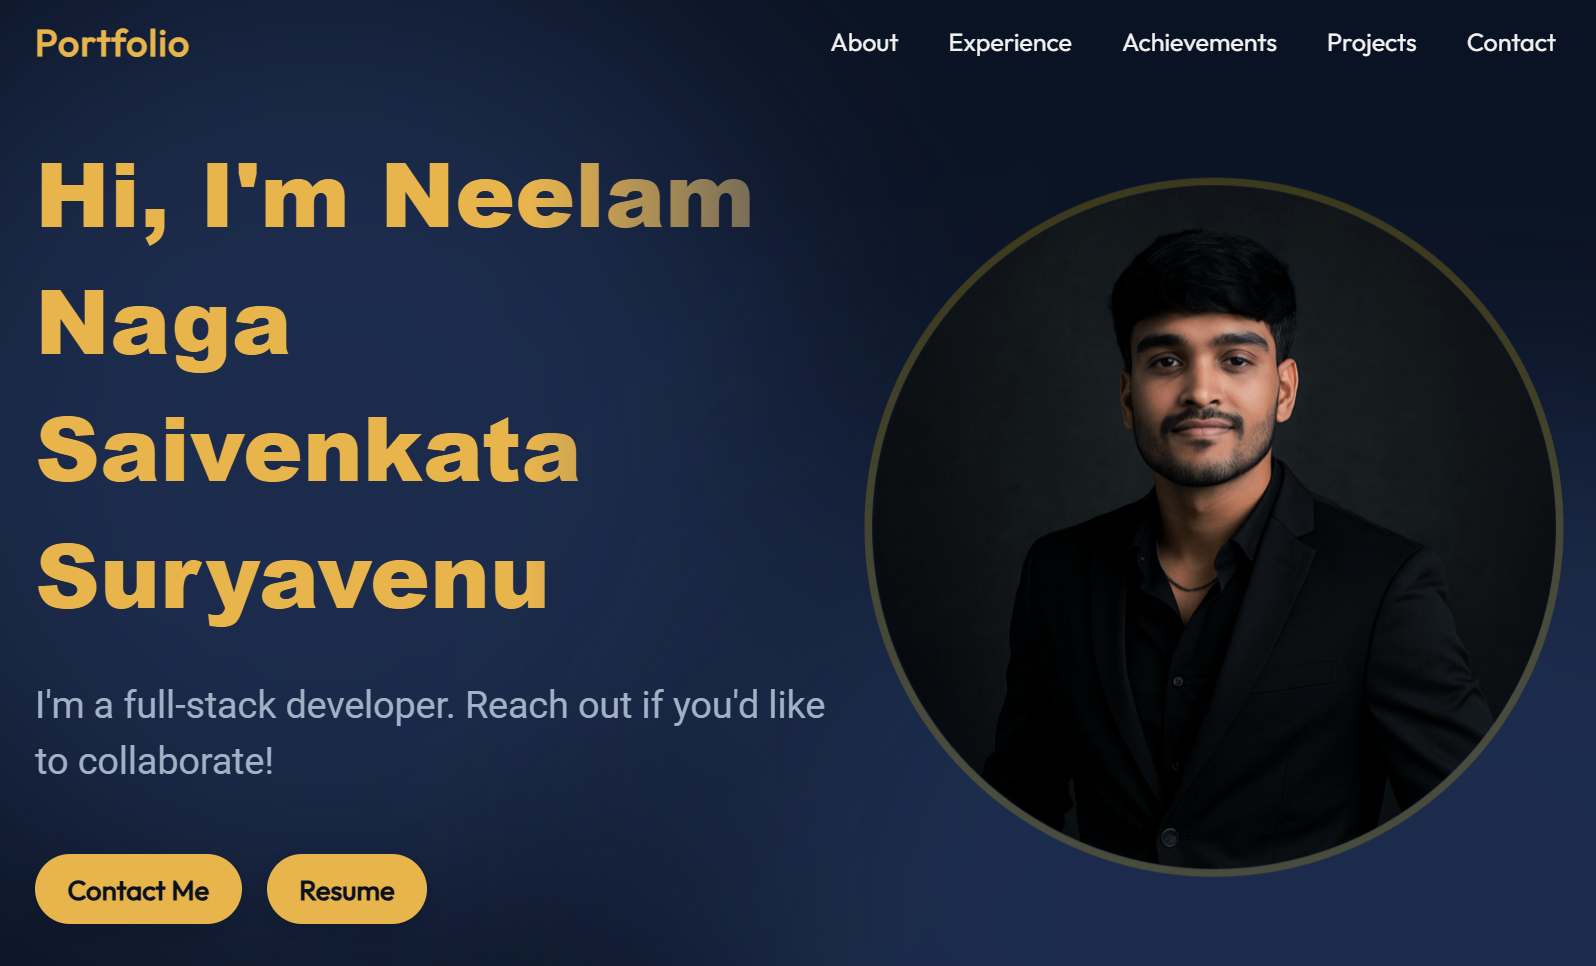 Portfolio
About Experience Achievements Projects Contact
Hi, I'm Neelam
Naga
Saivenkata
Suryavenu
I'm a full-stack developer. Reach out if you'd like
to collaborate!
Contact Me
Resume